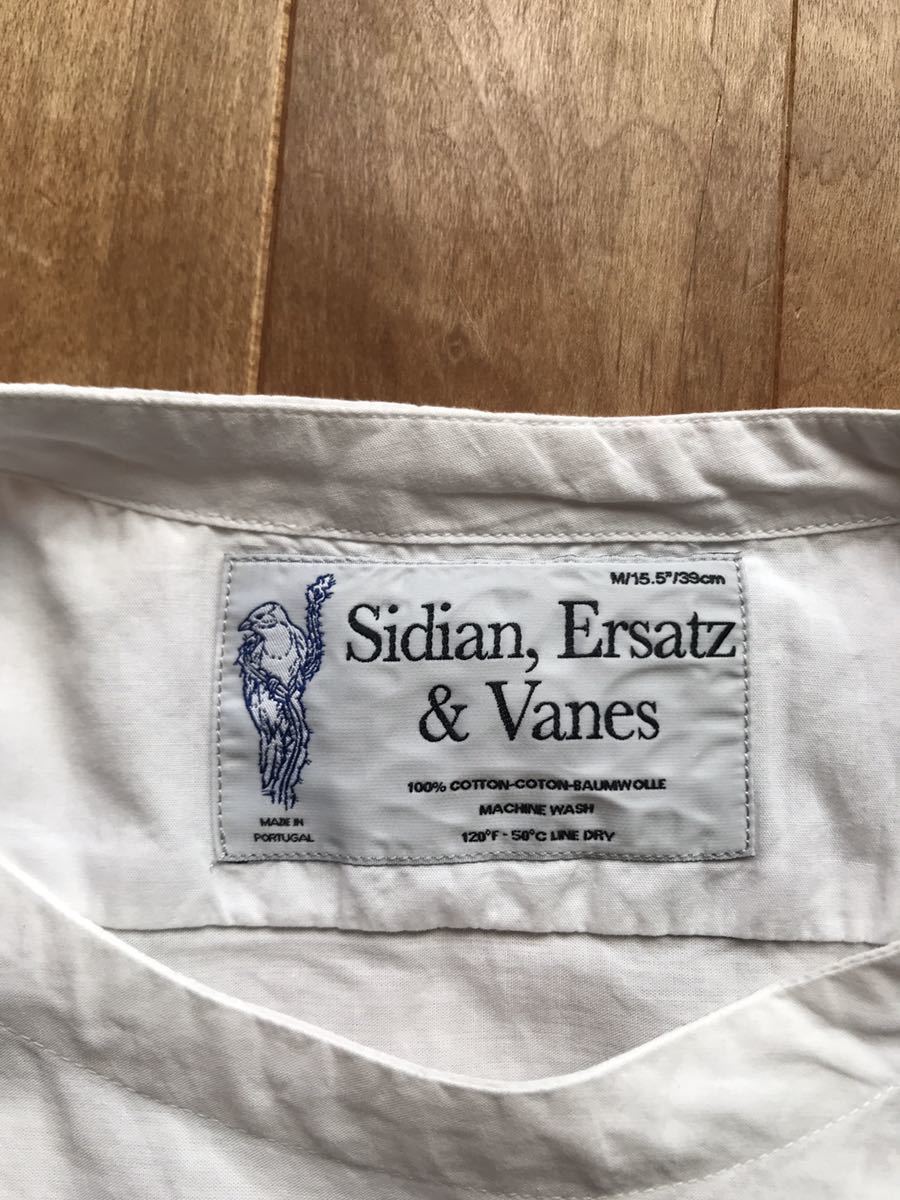 M/15.5"/39cm
Sidian, Ersatz
& Vanes
100% COTTON-COTON-BAUMWOLLE
MACHINE WASH
120°F - 50°C LINE DRY
MADE IN
PORTUGAL